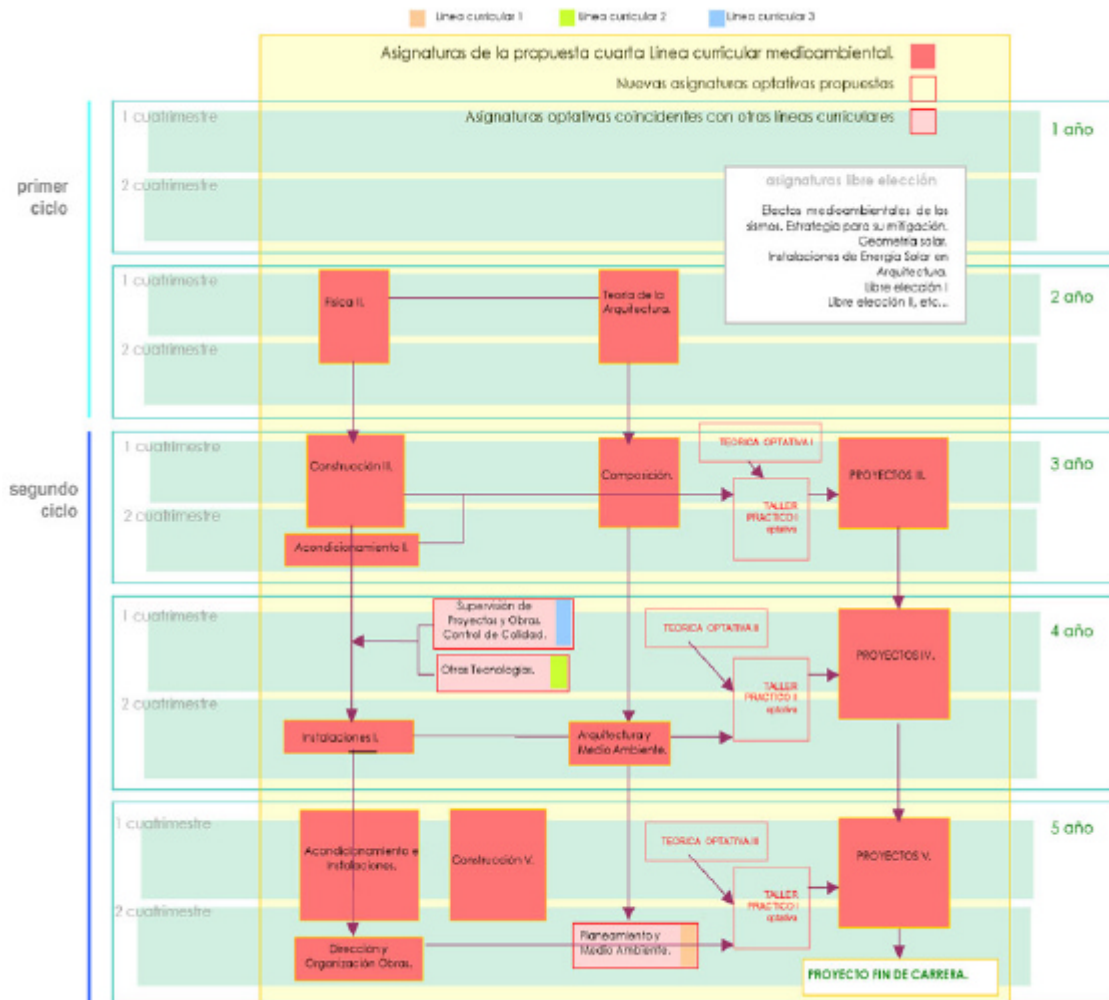 Linea curricular 1
Linea curricular 2
Linea curricular 3
Asignaturas de la propuesta cuarta Línea curricular medioambiental.
Nuevas asignaturas optativas propuestas
Asignaturas optativas coincidentes con otras líneas curriculares
primer
ciclo
1 cuatrimestre
1 año
2 cuatrimestre
asignaturas libre elección
Efectos medioambientales de los
sismos. Estrategia para su mitigación.
Geometría solar.
Instalaciones de Energía Solar en
Arquitectura.
Libre elección I
Libre elección II, etc...
1 cuatrimestre
2 año
Física II.
Teoría de la
Arquitectura.
2 cuatrimestre
segundo
ciclo
1 cuatrimestre
3 año
Construcción III.
Composición.
TEORICA OPTATIVA I
TALLER
PRACTICO I
optativa
PROYECTOS III.
2 cuatrimestre
Acondicionamiento II.
1 cuatrimestre
4 año
Supervisión de
Proyectos y Obras.
Control de Calidad.
Otras Tecnologías.
TEORICA OPTATIVA II
TALLER
PRACTICO II
optativa
PROYECTOS IV.
2 cuatrimestre
Instalaciones I.
Arquitectura y
Medio Ambiente.
1 cuatrimestre
5 año
Acondicionamiento e
Instalaciones.
Construcción V.
TEORICA OPTATIVA III
TALLER
PRACTICO I
optativa
PROYECTOS V.
2 cuatrimestre
Dirección y
Organización Obras.
Planeamiento y
Medio Ambiente.
PROYECTO FIN DE CARRERA.